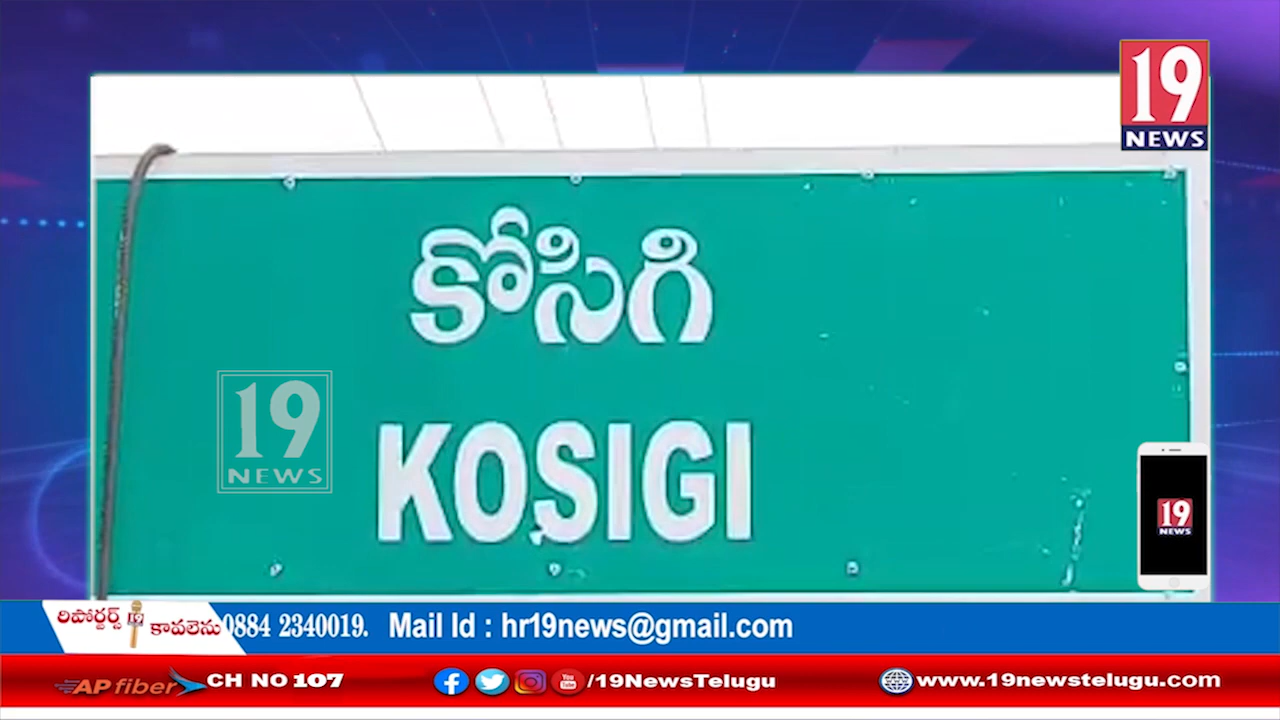 19
NEWS
కోసిగి
19
NEWS
KOSIGI
19
NEWS
రిపోర్టర్స్ 19 కావలెను
0884 2340019. Mail Id : hr19news@gmail.com
AP fiber CH NO 107 /19NewsTelugu www.19newstelugu.com